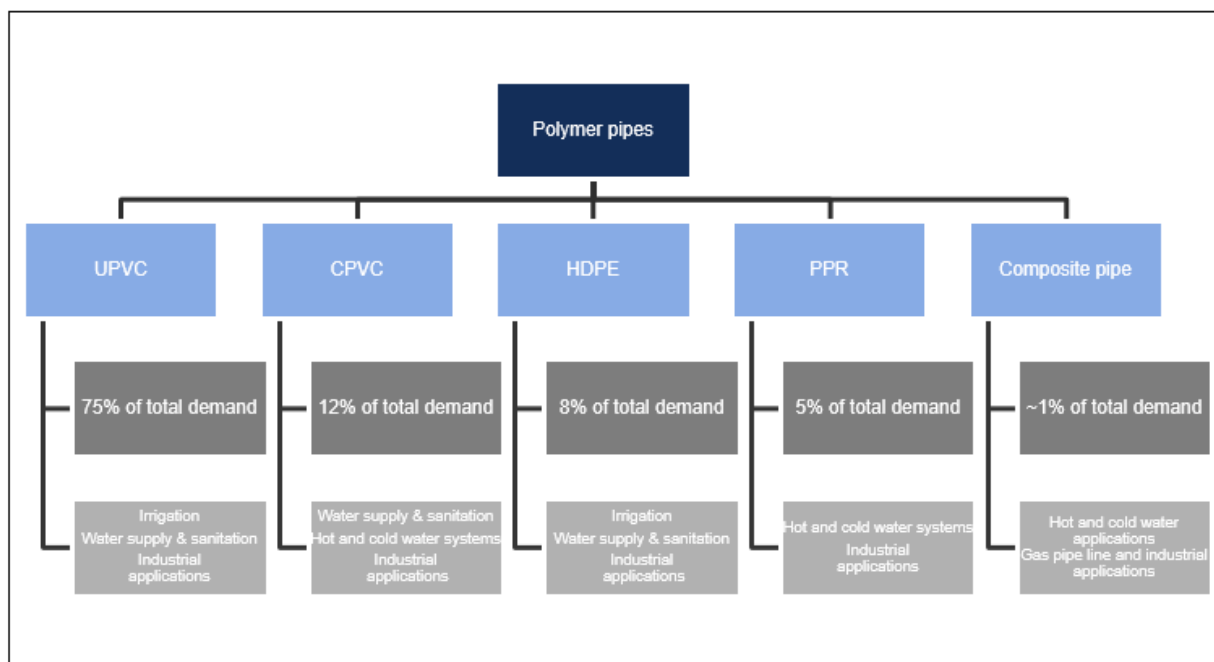 Polymer pipes
UPVC
CPVC
HDPE
PPR
Composite pipe
75% of total demand
12% of total demand
8% of total demand
5% of total demand
~1% of total demand
Irrigation
Water supply & sanitation
Industrial
applications
Water supply & sanitation
Hot and cold water systems
Industrial
applications
Irrigation
Water supply & sanitation
Industrial
applications
Hot and cold water systems
Industrial
applications
Hot and cold water
applications
Gas pipe line and industrial
applications